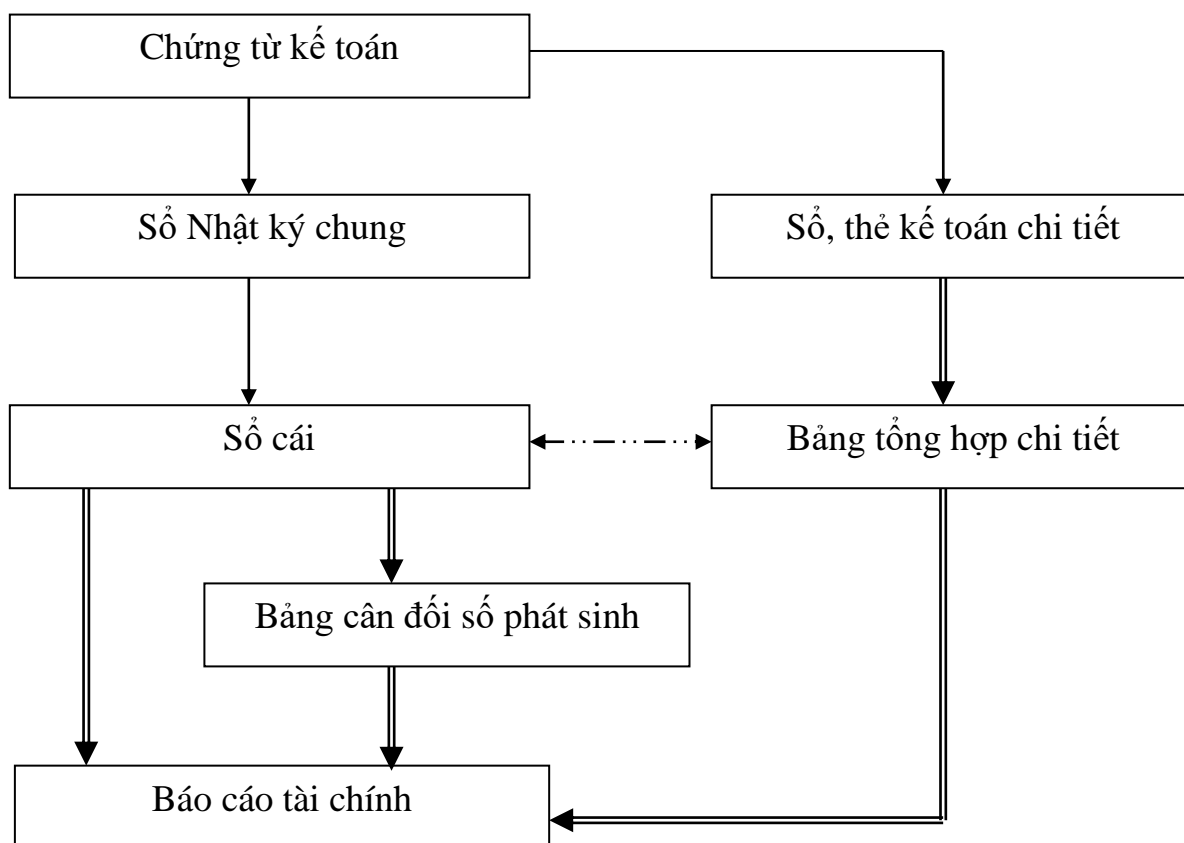 Chứng từ kế toán
Sổ Nhật ký chung
Sổ, thẻ kế toán chi tiết
Sổ cái
Bảng tổng hợp chi tiết
Bảng cân đối số phát sinh
Báo cáo tài chính